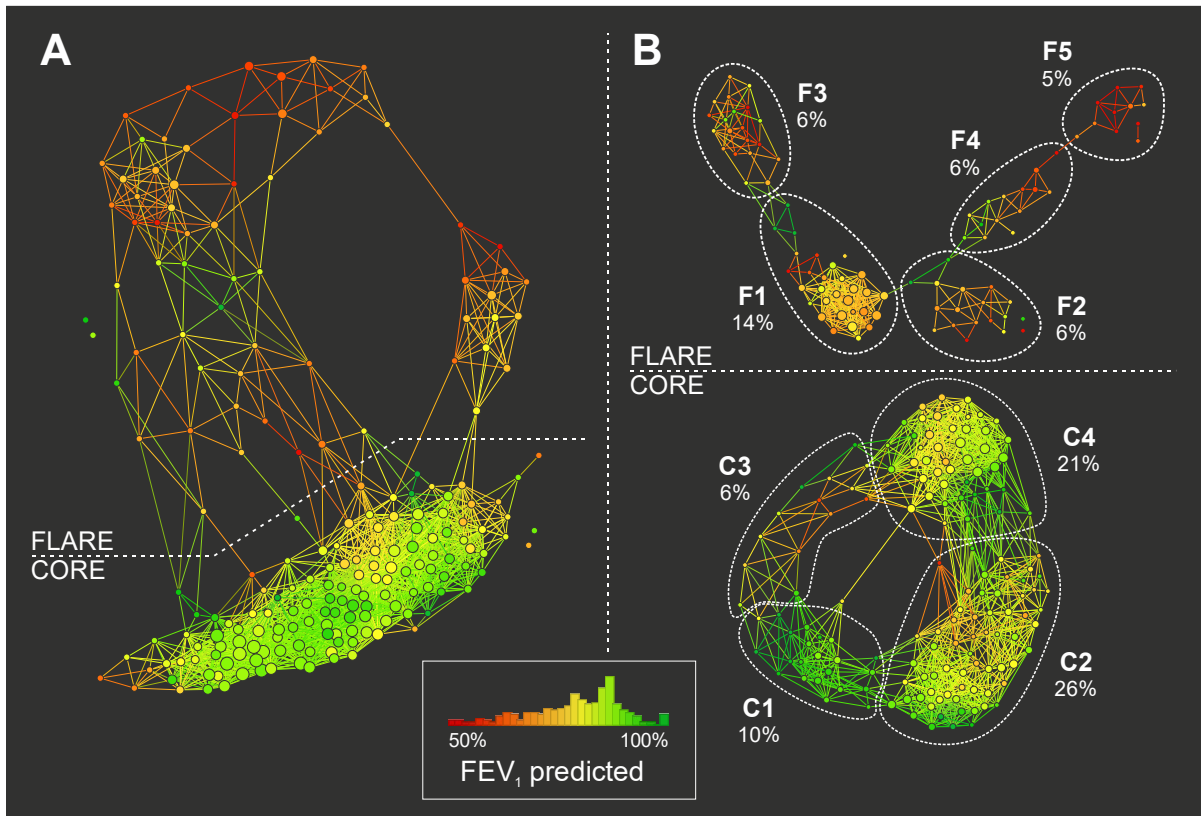 A
FLARE
CORE
50%
100%
FEV₁ predicted
B
F3
6%
F5
5%
F4
6%
F1
14%
F2
6%
FLARE
CORE
C3
6%
C4
21%
C1
10%
C2
26%